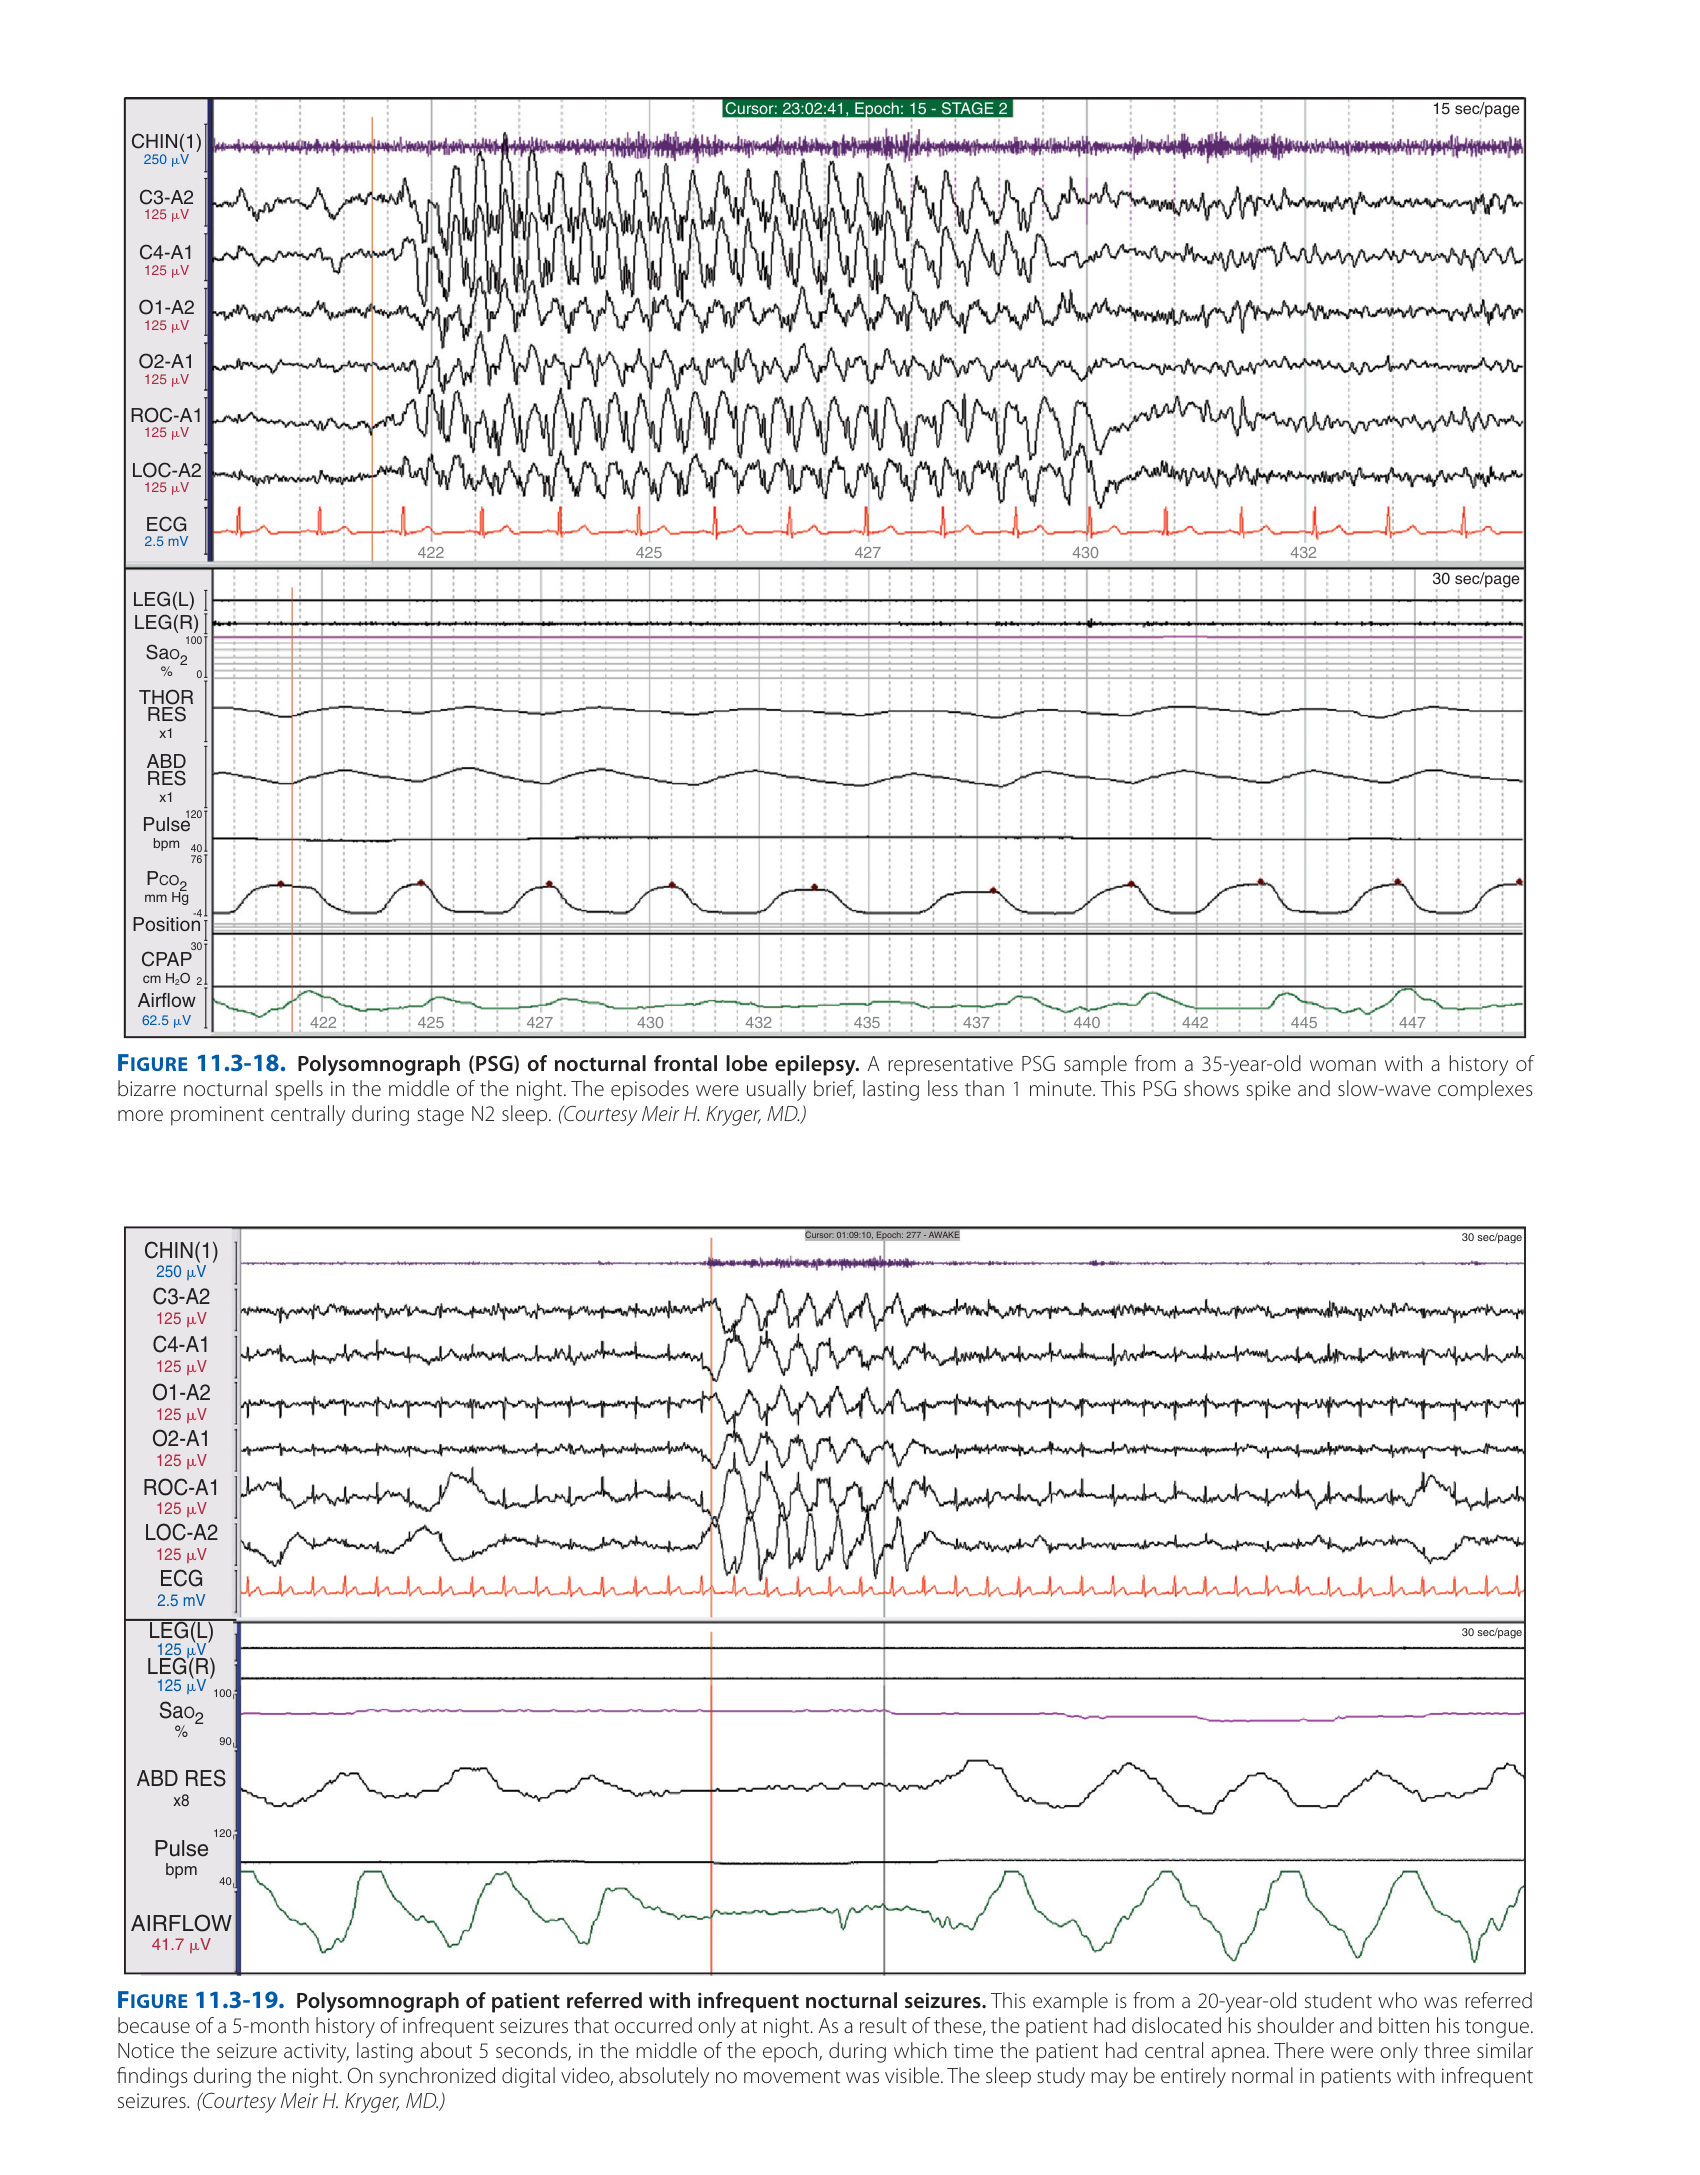 Cursor: 23:02:41, Epoch: 15 - STAGE 2
15 sec/page
CHIN(1)
250 µV
C3-A2
125 µV
C4-A1
125 µV
O1-A2
125 µV
O2-A1
125 µV
ROC-A1
125 µV
LOC-A2
125 µV
ECG
2.5 mV
422 425 427 430 432
30 sec/page
LEG(L)
LEG(R)
100
Sao2
%
0
THOR
RES
x1
ABD
RES
x1
120
Pulse
bpm
40
76
Pco2
mm Hg
-4
Position
30
CPAP
cm H2O 2
Airflow
62.5 µV
422 425 427 430 432 435 437 440 442 445 447
FIGURE 11.3-18. Polysomnograph (PSG) of nocturnal frontal lobe epilepsy. A representative PSG sample from a 35-year-old woman with a history of
bizarre nocturnal spells in the middle of the night. The episodes were usually brief, lasting less than 1 minute. This PSG shows spike and slow-wave complexes
more prominent centrally during stage N2 sleep. (Courtesy Meir H. Kryger, MD.)
Cursor: 01:09:10, Epoch: 277 - AWAKE
30 sec/page
CHIN(1)
250 µV
C3-A2
125 µV
C4-A1
125 µV
O1-A2
125 µV
O2-A1
125 µV
ROC-A1
125 µV
LOC-A2
125 µV
ECG
2.5 mV
30 sec/page
LEG(L)
125 µV
LEG(R)
125 µV
100
Sao2
%
90
ABD RES
x8
120
Pulse
bpm
40
AIRFLOW
41.7 µV
FIGURE 11.3-19. Polysomnograph of patient referred with infrequent nocturnal seizures. This example is from a 20-year-old student who was referred
because of a 5-month history of infrequent seizures that occurred only at night. As a result of these, the patient had dislocated his shoulder and bitten his tongue.
Notice the seizure activity, lasting about 5 seconds, in the middle of the epoch, during which time the patient had central apnea. There were only three similar
findings during the night. On synchronized digital video, absolutely no movement was visible. The sleep study may be entirely normal in patients with infrequent
seizures. (Courtesy Meir H. Kryger, MD.)